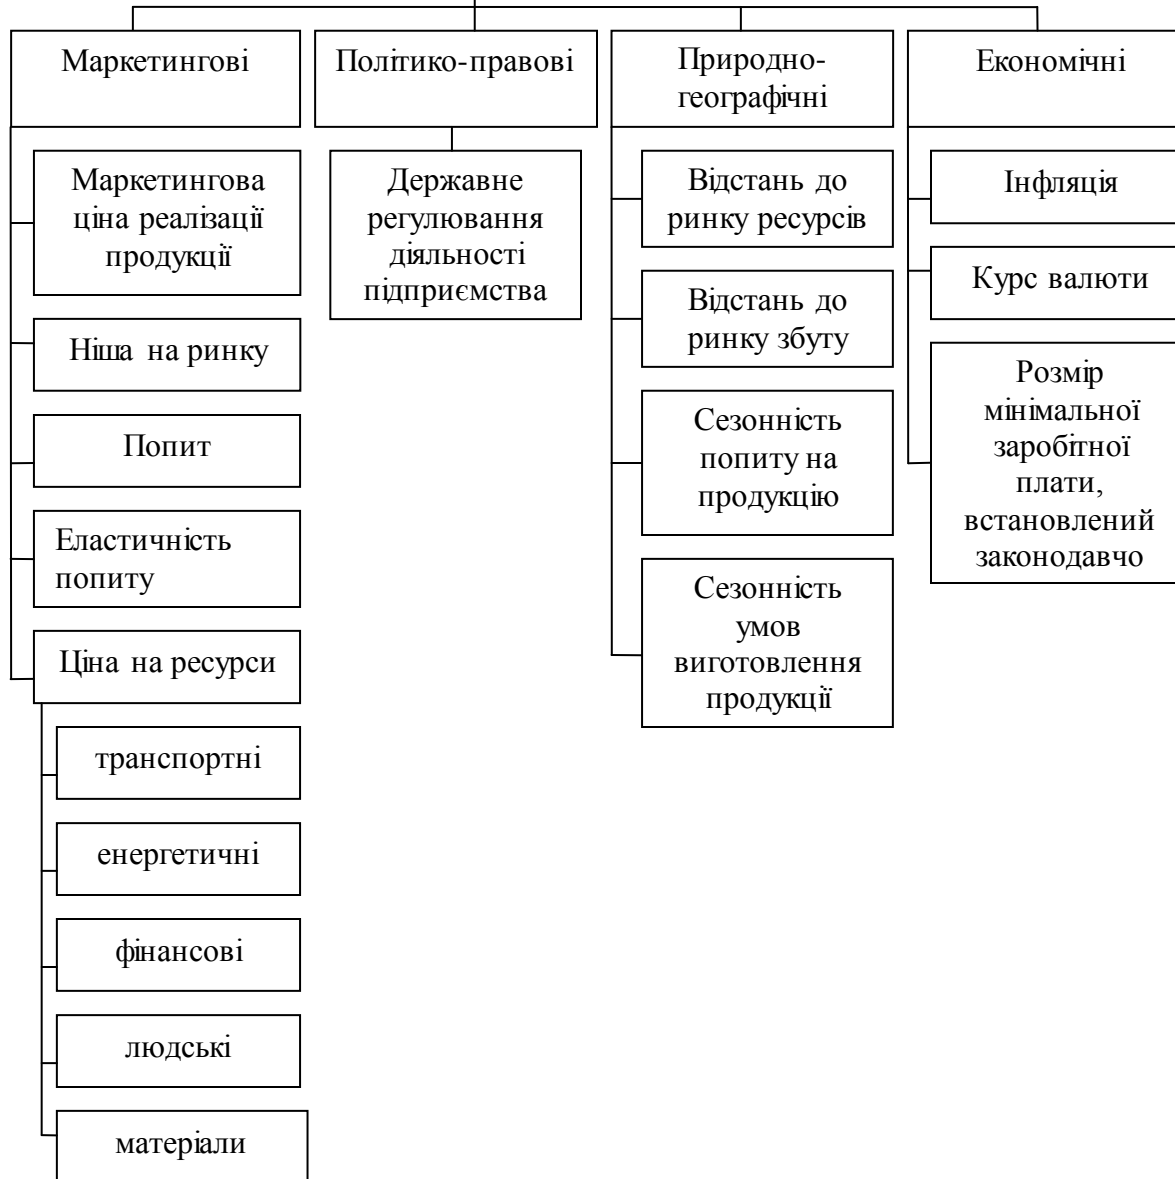 Маркетингові
Політико-правові
Природно-
географічні
Економічні
Маркетингова
ціна реалізації
продукції
Ніша на ринку
Попит
Еластичність
попиту
Ціна на ресурси
транспортні
енергетичні
фінансові
людські
матеріали
Державне
регулювання
діяльності
підприємства
Відстань до
ринку ресурсів
Відстань до
ринку збуту
Сезонність
попиту на
продукцію
Сезонність
умов
виготовлення
продукції
Інфляція
Курс валюти
Розмір
мінімальної
заробітної
плати,
встановлений
законодавчо